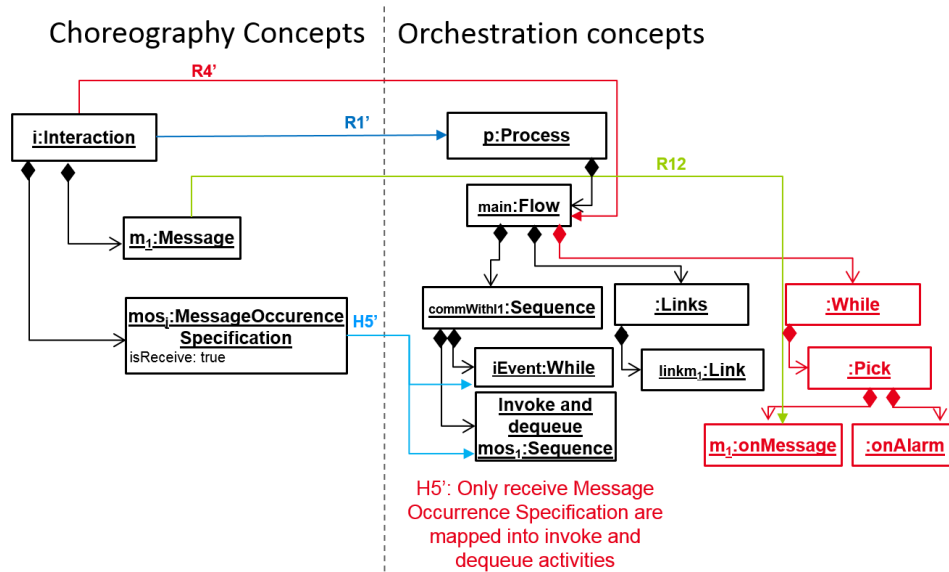 Choreography Concepts
Orchestration concepts
R4’
i:Interaction
R1’
p:Process
R12
main:Flow
m1:Message
commWithI1:Sequence
:Links
:While
mosi:MessageOccurence
Specification
isReceive: true
H5’
iEvent:While
linkm1:Link
:Pick
Invoke and
dequeue
mos1:Sequence
m1:onMessage
:onAlarm
H5’: Only receive Message
Occurrence Specification are
mapped into invoke and
dequeue activities